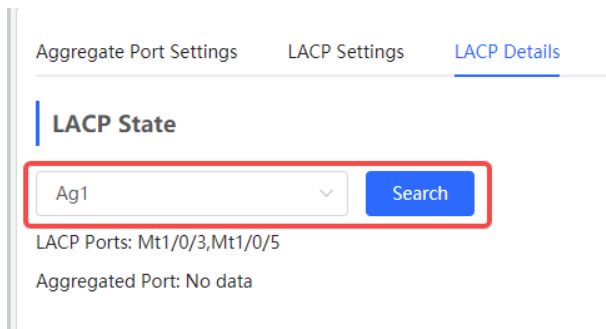 Aggregate Port Settings LACP Settings LACP Details
LACP State
Ag1 Search
LACP Ports: Mt1/0/3,Mt1/0/5
Aggregated Port: No data